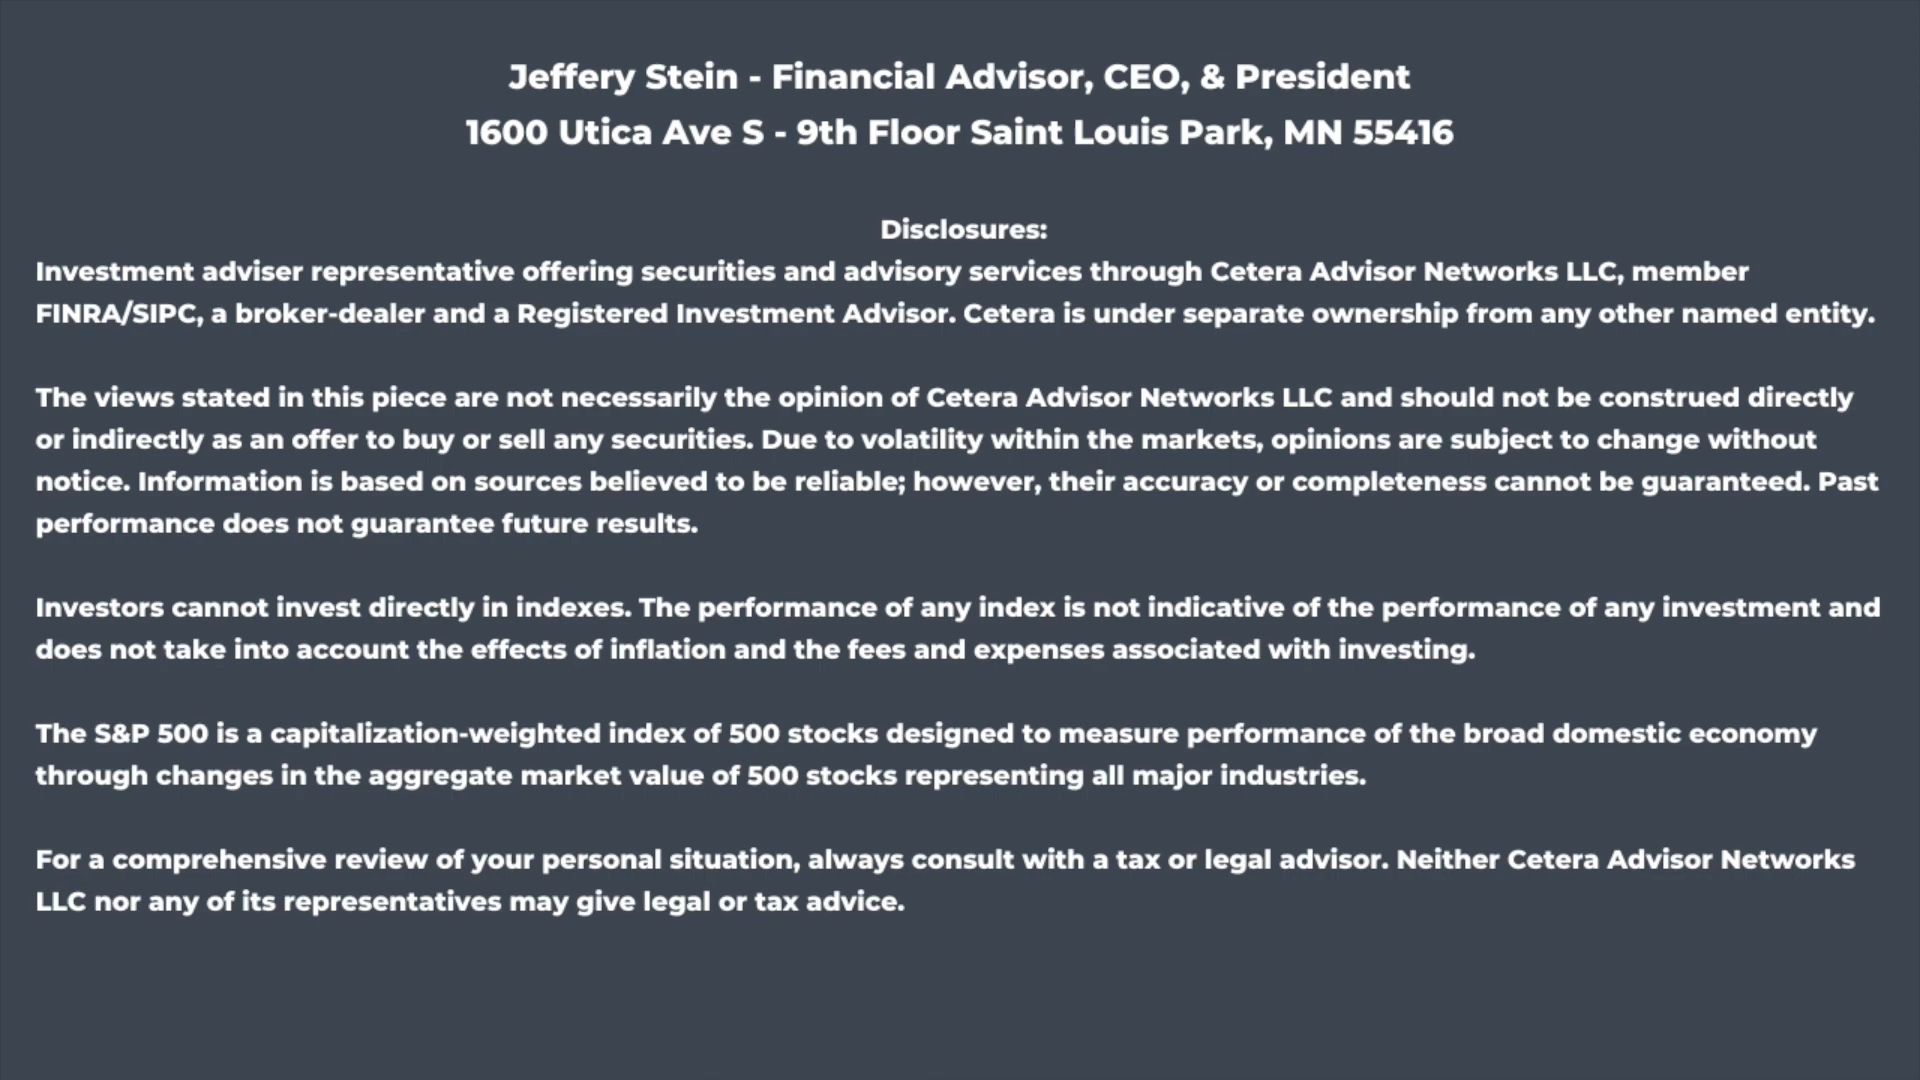 Jeffery Stein - Financial Advisor, CEO, & President
1600 Utica Ave S - 9th Floor Saint Louis Park, MN 55416
Disclosures:
Investment adviser representative offering securities and advisory services through Cetera Advisor Networks LLC, member
FINRA/SIPC, a broker-dealer and a Registered Investment Advisor. Cetera is under separate ownership from any other named entity.
The views stated in this piece are not necessarily the opinion of Cetera Advisor Networks LLC and should not be construed directly
or indirectly as an offer to buy or sell any securities. Due to volatility within the markets, opinions are subject to change without
notice. Information is based on sources believed to be reliable; however, their accuracy or completeness cannot be guaranteed. Past
performance does not guarantee future results.
Investors cannot invest directly in indexes. The performance of any index is not indicative of the performance of any investment and
does not take into account the effects of inflation and the fees and expenses associated with investing.
The S&P 500 is a capitalization-weighted index of 500 stocks designed to measure performance of the broad domestic economy
through changes in the aggregate market value of 500 stocks representing all major industries.
For a comprehensive review of your personal situation, always consult with a tax or legal advisor. Neither Cetera Advisor Networks
LLC nor any of its representatives may give legal or tax advice.